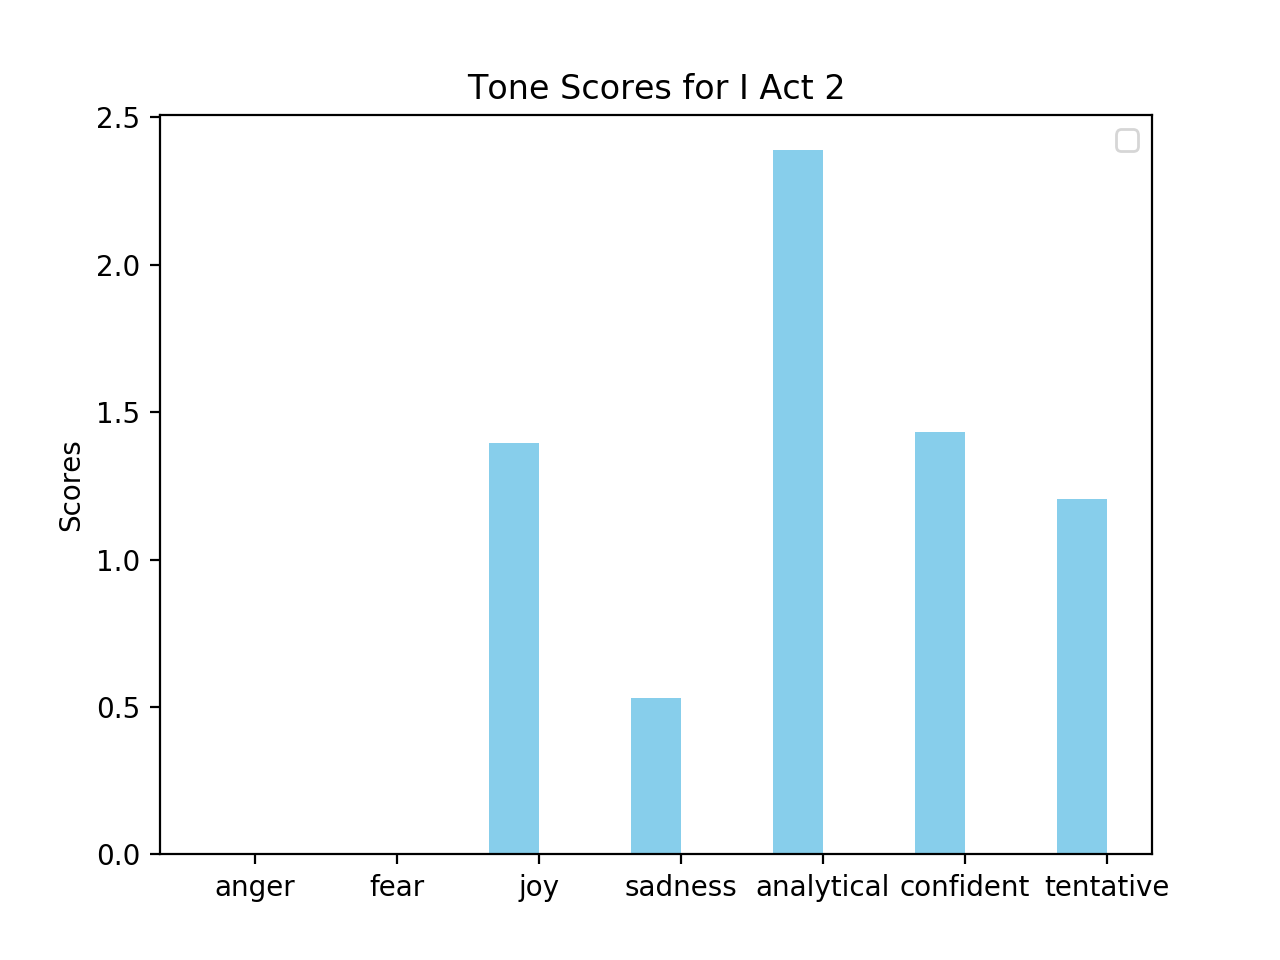 Tone Scores for I Act 2
2.5
2.0
1.5
1.0
0.5
0.0
Scores
anger fear joy sadness analytical confident tentative